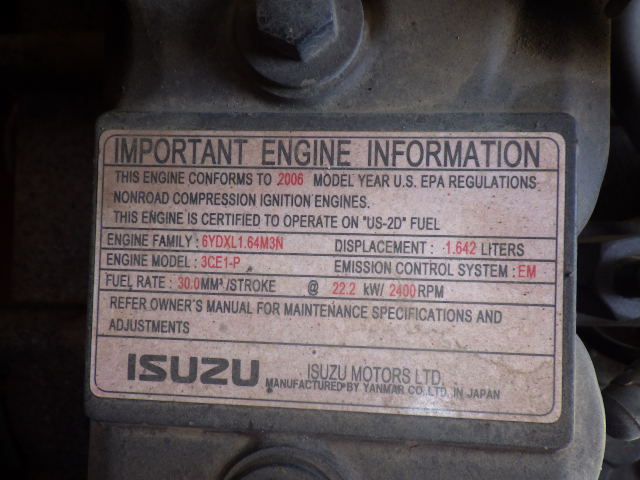 IMPORTANT ENGINE INFORMATION
THIS ENGINE CONFORMS TO 2006 MODEL YEAR U.S. EPA REGULATIONS
NONROAD COMPRESSION IGNITION ENGINES.
THIS ENGINE IS CERTIFIED TO OPERATE ON "US-2D" FUEL
ENGINE FAMILY : 6YDXL1.64M3N DISPLACEMENT : 1.642 LITERS
ENGINE MODEL : 3CE1-P EMISSION CONTROL SYSTEM : EM
FUEL RATE : 30.0MM³/STROKE @ 22.2 kW/ 2400RPM
REFER OWNER'S MANUAL FOR MAINTENANCE SPECIFICATIONS AND
ADJUSTMENTS
ISUZU ISUZU MOTORS LTD.
MANUFACTURED BY YANMAR CO.,LTD. IN JAPAN